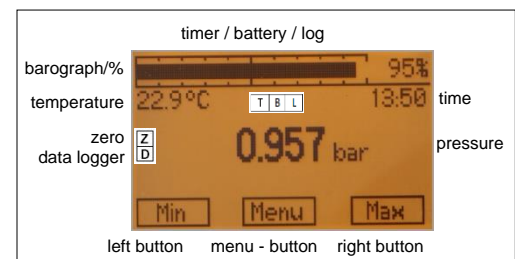 timer / battery / log
barograph/% 95%
temperature 22.9°C T B L 13:50 time
zero Z
data logger D 0.957 bar pressure
Min Menu Max
left button menu - button right button